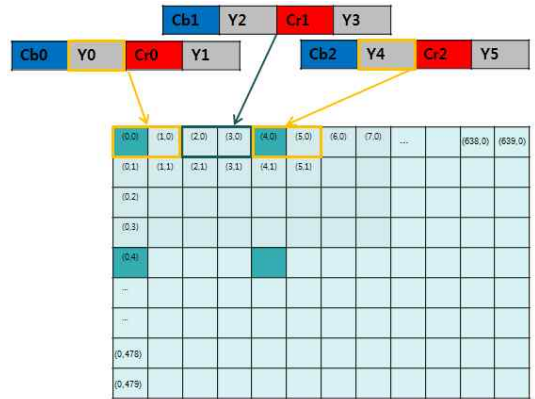 Cb1 Y2 Cr1 Y3
Cb0 Y0 Cr0 Y1
Cb2 Y4 Cr2 Y5
(0,0) (1,0) (2,0) (3,0) (4,0) (5,0) (6,0) (7,0) ... (638,0) (639,0)
(0,1) (1,1) (2,1) (3,1) (4,1) (5,1)
(0,2)
(0,3)
(0,4)
...
...
(0,478)
(0,479)